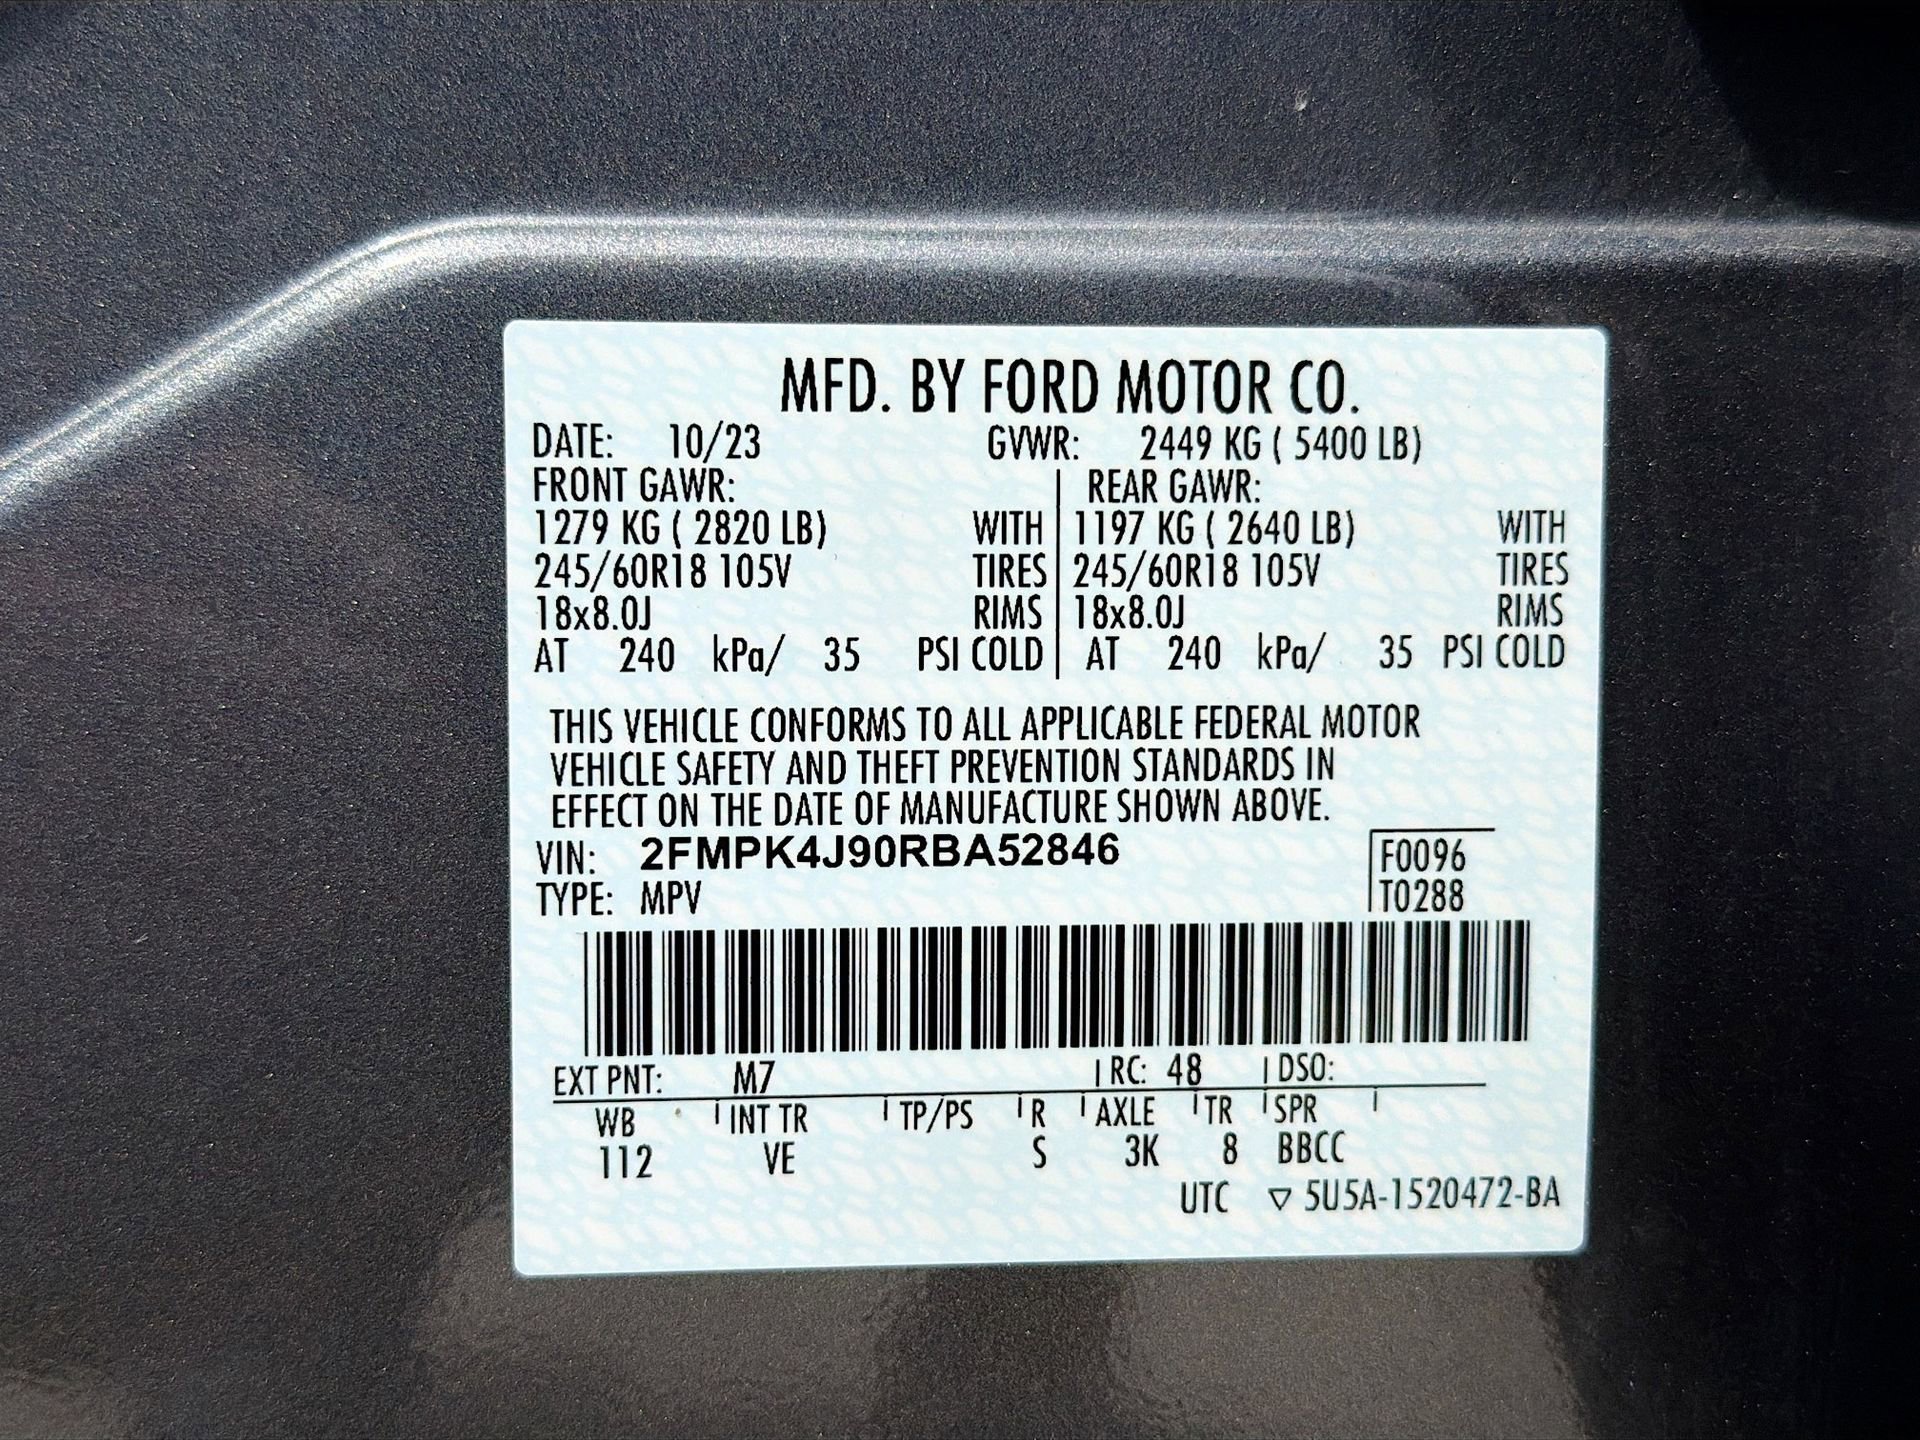 MFD. BY FORD MOTOR CO.
DATE: 10/23 GVWR: 2449 KG ( 5400 LB)
FRONT GAWR: REAR GAWR:
1279 KG ( 2820 LB) WITH 1197 KG ( 2640 LB) WITH
245/60R18 105V TIRES 245/60R18 105V TIRES
18x8.0J RIMS 18x8.0J RIMS
AT 240 kPa/ 35 PSI COLD AT 240 kPa/ 35 PSI COLD
THIS VEHICLE CONFORMS TO ALL APPLICABLE FEDERAL MOTOR
VEHICLE SAFETY AND THEFT PREVENTION STANDARDS IN
EFFECT ON THE DATE OF MANUFACTURE SHOWN ABOVE.
VIN: 2FMPK4J90RBA52846 F0096
TYPE: MPV T0288
EXT PNT: M7 RC: 48 DSO:
WB INT TR TP/PS R AXLE TR SPR
112 VE S 3K 8 BBCC
UTC ▽ 5U5A-1520472-BA